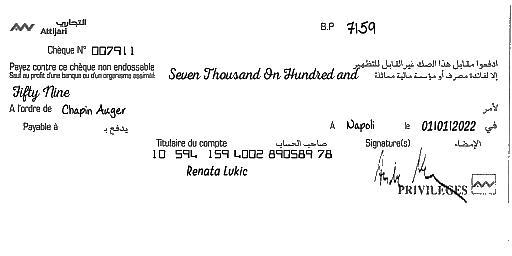 التجاري
Attijari
B.P 7159
Chèque N° 007911
Payez contre ce chèque non endossable ادفعوا مقابل هذا الصك غير القابل للتظهير
Sauf au profit d'une banque ou d'un organisme assimilé Seven Thousand On Hundred and إلا لفائدة مصرف أو مؤسسة مالية مماثلة
Fifty Nine
A l'ordre de Chapin Auger لأمر
Payable à يدفع بـ A Napoli le 01/01/2022 في
Titulaire du compte صاحب الحساب Signature(s) الإمضاء
10 594 159 4002 890589 78
Renata Lukic
PRIVILEGES